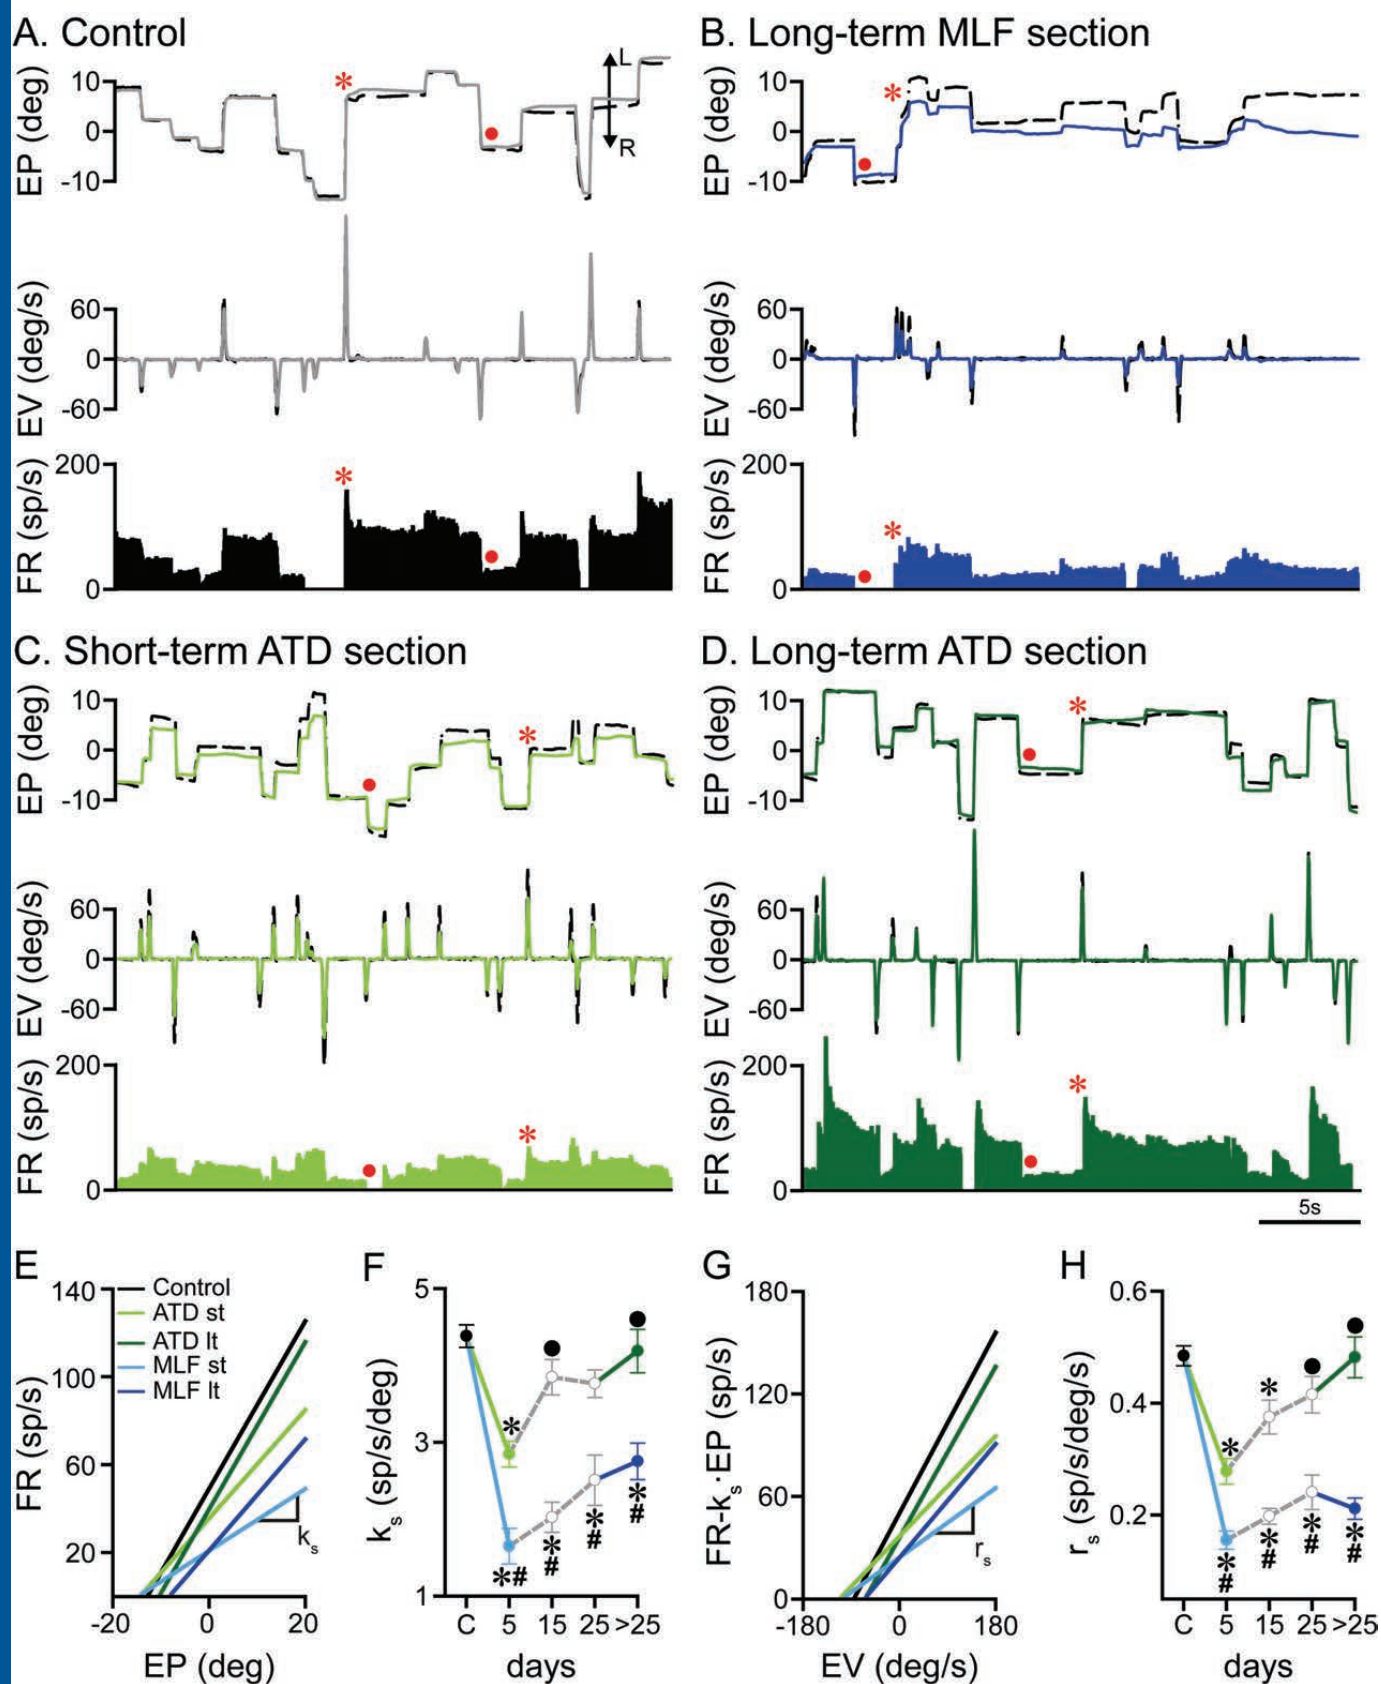 A. Control
EP (deg)
10
0
-10
*
L
R
EV (deg/s)
60
0
-60
FR (sp/s)
200
0
*
B. Long-term MLF section
EP (deg)
10
0
-10
*
EV (deg/s)
60
0
-60
FR (sp/s)
200
0
*
C. Short-term ATD section
EP (deg)
10
0
-10
*
EV (deg/s)
60
0
-60
FR (sp/s)
200
0
*
D. Long-term ATD section
EP (deg)
10
0
-10
*
EV (deg/s)
60
0
-60
FR (sp/s)
200
0
*
5s
E
FR (sp/s)
140
100
60
20
Control
ATD st
ATD lt
MLF st
MLF lt
ks
-20 0 20
EP (deg)
F
ks (sp/s/deg)
5
3
1
*
*#
*
#
*
#
*
#
C 5 15 25 >25
days
G
FR-ks·EP (sp/s)
180
120
60
0
rs
-180 0 180
EV (deg/s)
H
rs (sp/s/deg/s)
0.6
0.4
0.2
*
*
*
#
*
#
*
#
*
#
C 5 15 25 >25
days